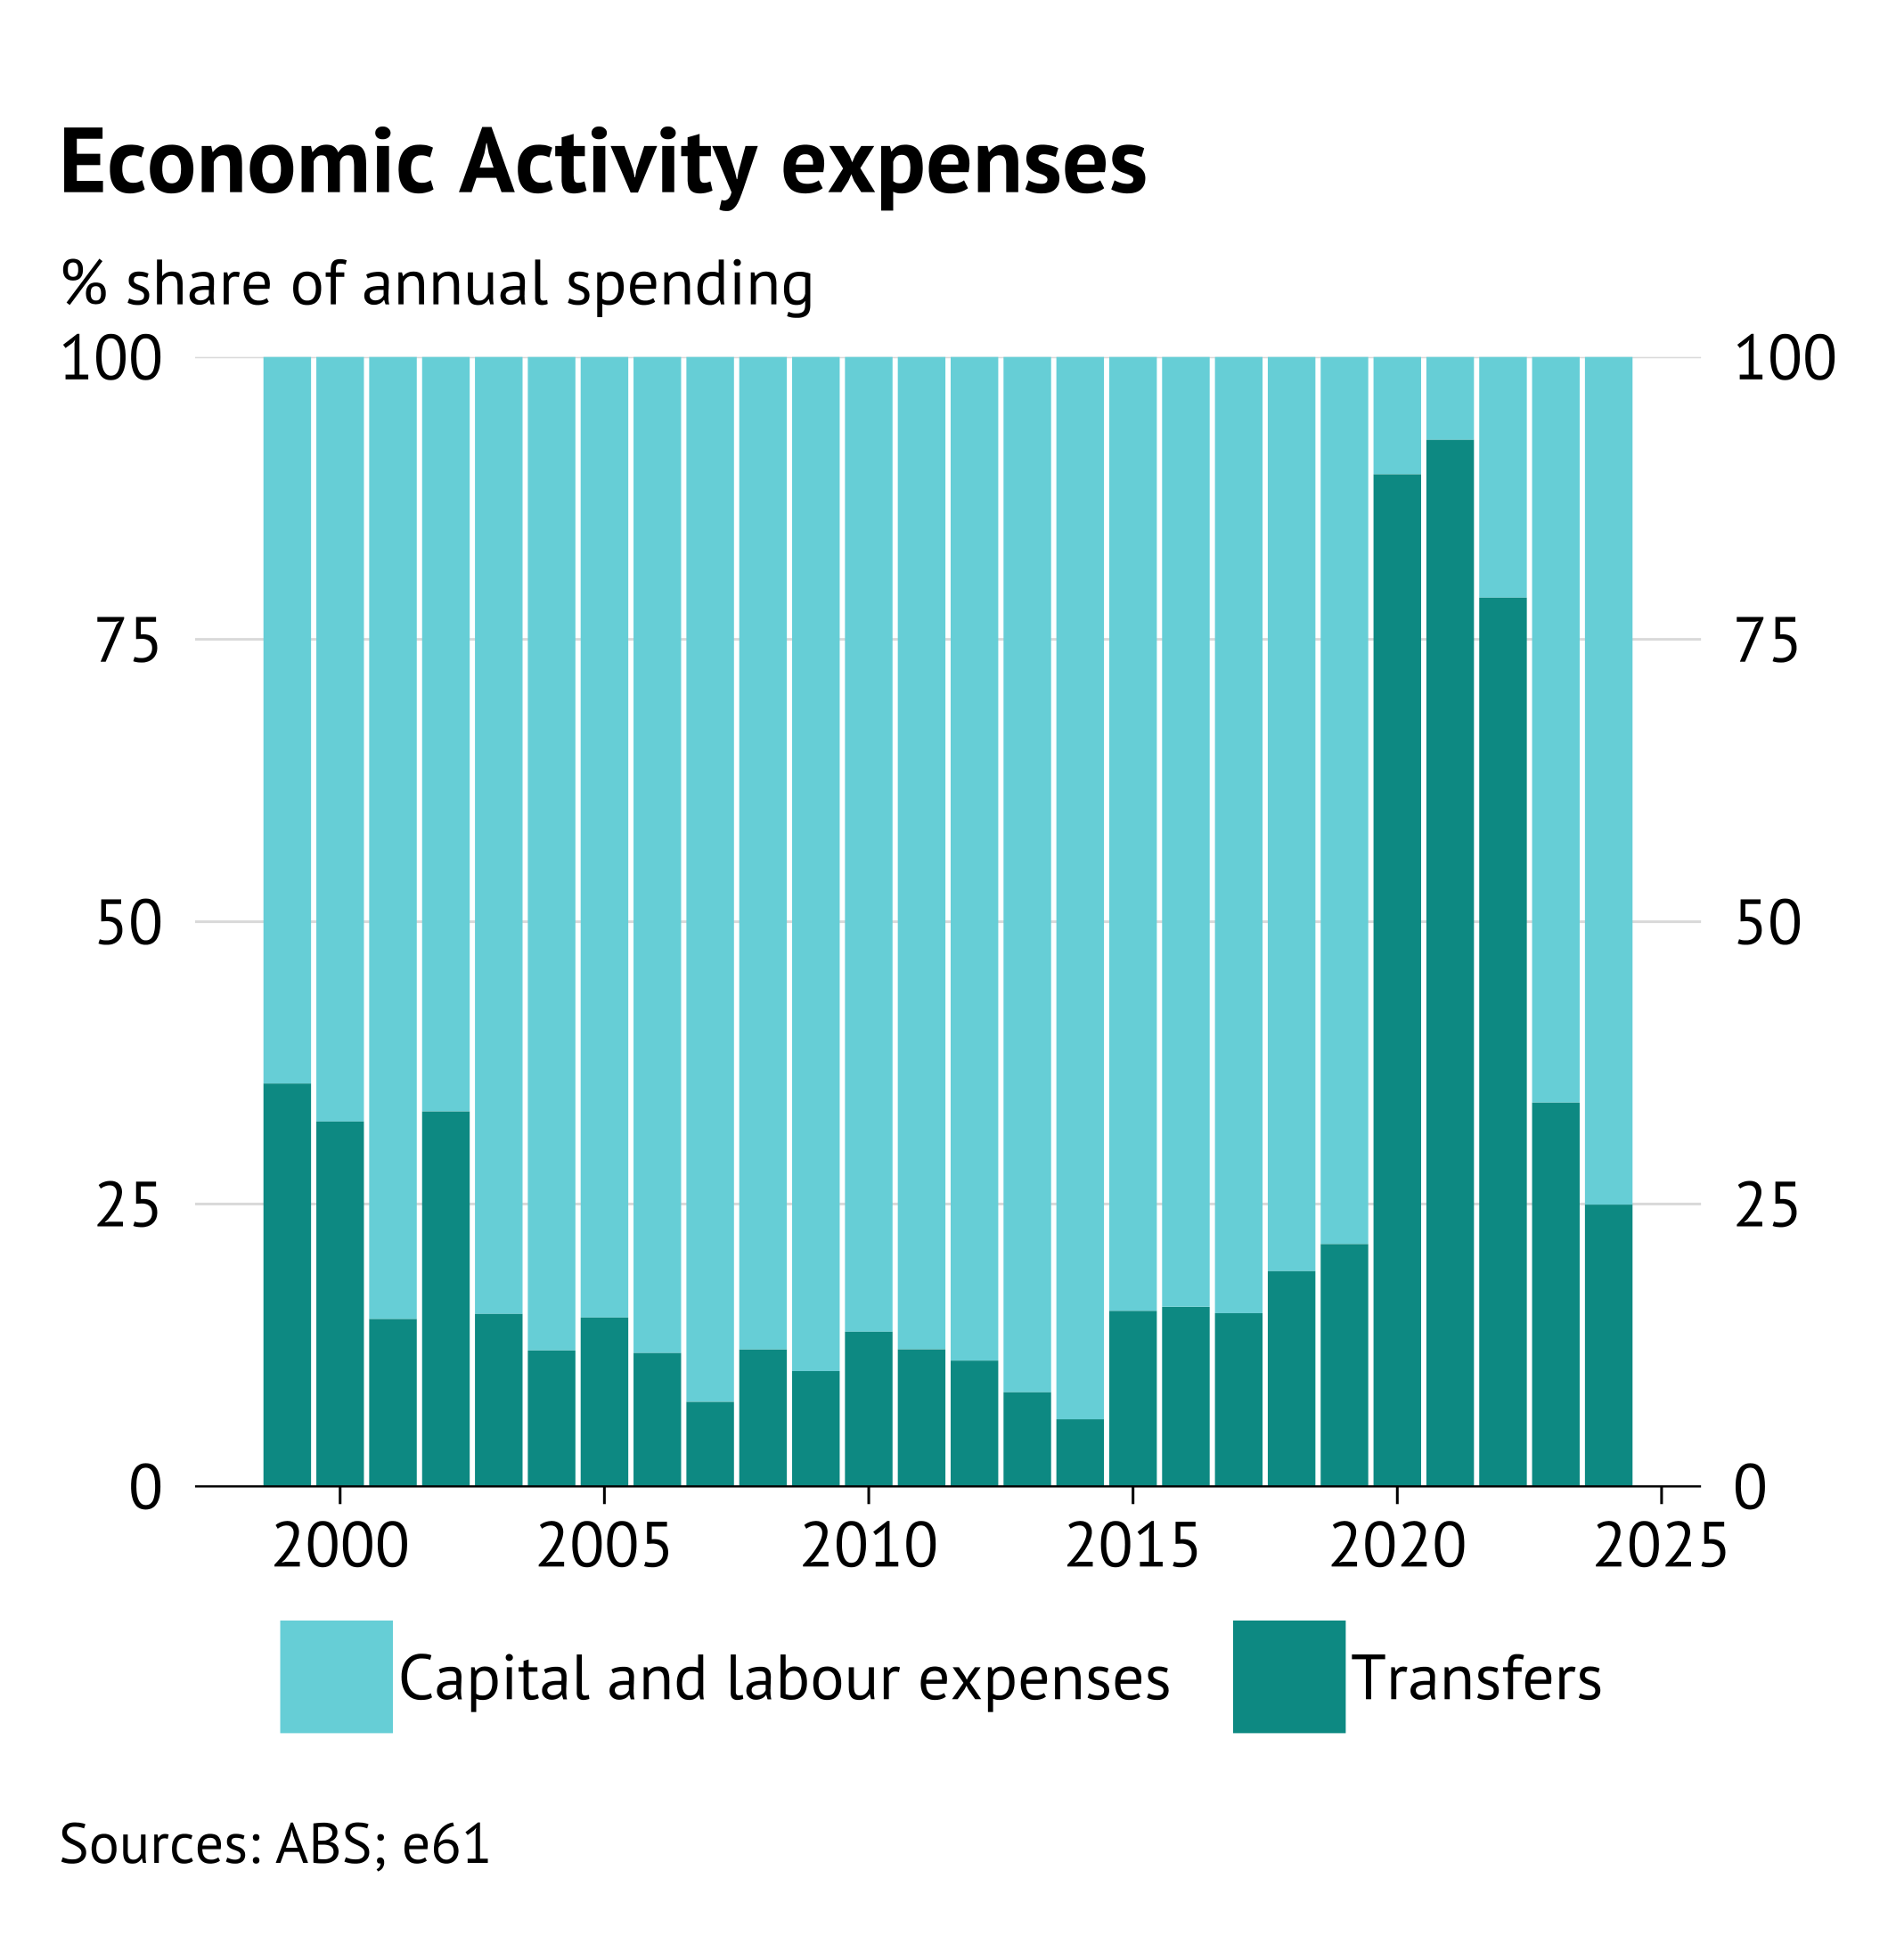 Economic Activity expenses
% share of annual spending
100 100
75 75
50 50
25 25
0 0
2000 2005 2010 2015 2020 2025
Capital and labour expenses Transfers
Sources: ABS; e61